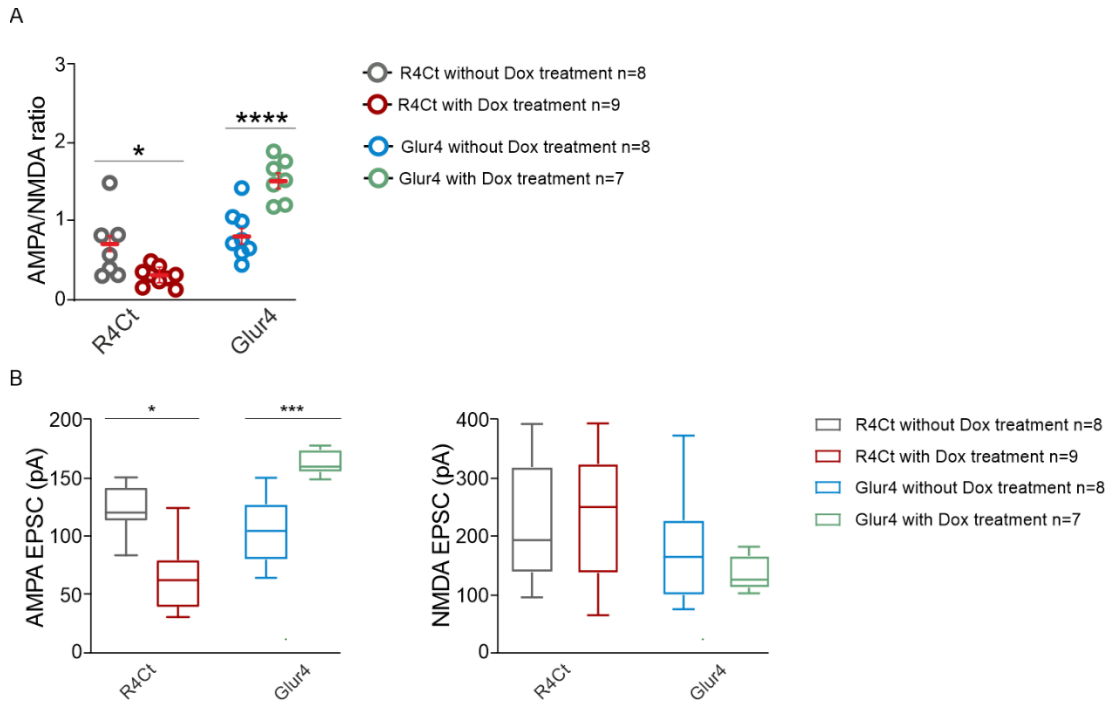 A
AMPA/NMDA ratio
3
2
1
0
*
****
R4Ct
Glur4
R4Ct without Dox treatment n=8
R4Ct with Dox treatment n=9
Glur4 without Dox treatment n=8
Glur4 with Dox treatment n=7
B
AMPA EPSC (pA)
200
150
100
50
0
*
***
R4Ct
Glur4
NMDA EPSC (pA)
400
300
200
100
0
R4Ct
Glur4
R4Ct without Dox treatment n=8
R4Ct with Dox treatment n=9
Glur4 without Dox treatment n=8
Glur4 with Dox treatment n=7